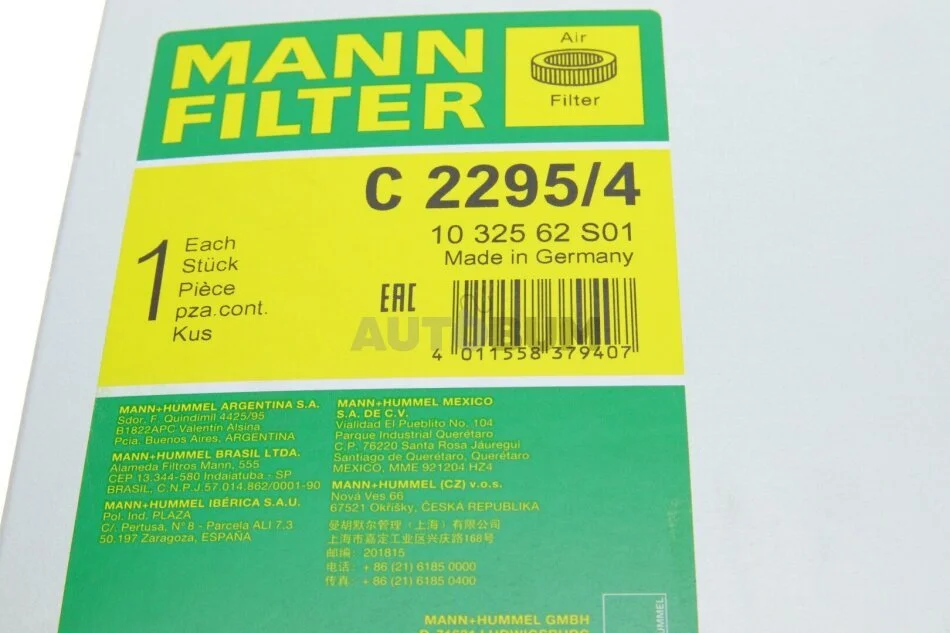 MANN
FILTER
Air
Filter
C 2295/4
10 325 62 S01
Made in Germany
1
Each
Stück
Pièce
pza.cont.
Kus
EAC
AUTOBUM
4 011558 379407
MANN+HUMMEL ARGENTINA S.A.
Sdor. F. Quindimil 4425/95
B1822APC Valentín Alsina
Pcia. Buenos Aires, ARGENTINA
MANN+HUMMEL BRASIL LTDA.
Alameda Filtros Mann, 555
CEP 13.344-580 Indaiatuba - SP
BRASIL, C.N.P.J.57.014.862/0001-90
MANN+HUMMEL IBÉRICA S.A.U.
Pol. Ind. PLAZA
C/. Pertusa, N° 8 - Parcela ALI 7.3
50.197 Zaragoza, ESPAÑA
MANN+HUMMEL MEXICO
S.A. DE C.V.
Vialidad El Pueblito No. 104
Parque Industrial Querétaro
C.P. 76220 Santa Rosa Jáuregui
Santiago de Querétaro, Querétaro
MEXICO, MME 921204 HZ4
MANN+HUMMEL (CZ) v.o.s.
Nová Ves 66
67521 Okříšky, ČESKÁ REPUBLIKA
曼胡默尔管理（上海）有限公司
上海市嘉定工业区兴庆路168号
邮编：201815
电话：+ 86 (21) 6185 0000
传真：+ 86 (21) 6185 0400
MANN+HUMMEL GMBH